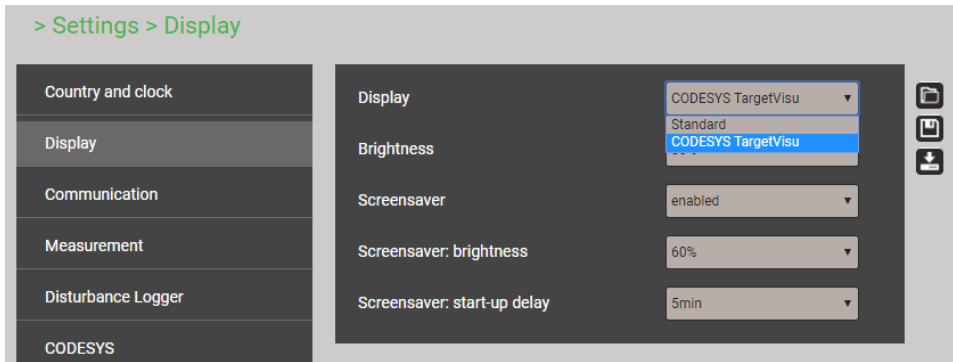 > Settings > Display
Country and clock
Display
Communication
Measurement
Disturbance Logger
CODESYS
Display CODESYS TargetVisu
Standard
CODESYS TargetVisu
Brightness
Screensaver enabled
Screensaver: brightness 60%
Screensaver: start-up delay 5min